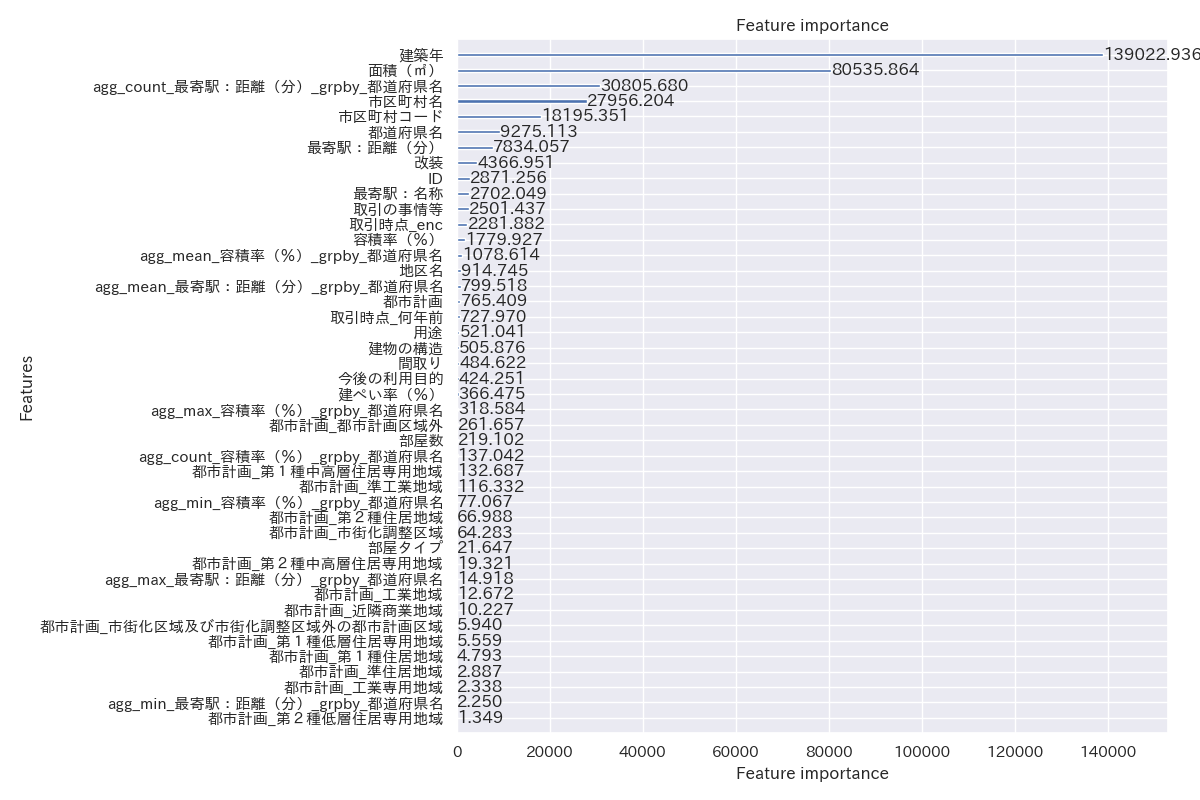 Feature importance
建築年 139022.936
面積（㎡） 80535.864
agg_count_最寄駅：距離（分）_grpby_都道府県名 30805.680
市区町村名 27956.204
市区町村コード 18195.351
都道府県名 9275.113
最寄駅：距離（分） 7834.057
改装 4366.951
ID 2871.256
最寄駅：名称 2702.049
取引の事情等 2501.437
取引時点_enc 2281.882
容積率（％） 1779.927
agg_mean_容積率（％）_grpby_都道府県名 1078.614
地区名 914.745
agg_mean_最寄駅：距離（分）_grpby_都道府県名 799.518
都市計画 765.409
取引時点_何年前 727.970
用途 521.041
建物の構造 505.876
間取り 484.622
今後の利用目的 424.251
建ぺい率（％） 366.475
agg_max_容積率（％）_grpby_都道府県名 318.584
都市計画_都市計画区域外 261.657
部屋数 219.102
agg_count_容積率（％）_grpby_都道府県名 137.042
都市計画_第１種中高層住居専用地域 132.687
都市計画_準工業地域 116.332
agg_min_容積率（％）_grpby_都道府県名 77.067
都市計画_第２種住居地域 66.988
都市計画_市街化調整区域 64.283
部屋タイプ 21.647
都市計画_第２種中高層住居専用地域 19.321
agg_max_最寄駅：距離（分）_grpby_都道府県名 14.918
都市計画_工業地域 12.672
都市計画_近隣商業地域 10.227
都市計画_市街化区域及び市街化調整区域外の都市計画区域 5.940
都市計画_第１種低層住居専用地域 5.559
都市計画_第１種住居地域 4.793
都市計画_準住居地域 2.887
都市計画_工業専用地域 2.338
agg_min_最寄駅：距離（分）_grpby_都道府県名 2.250
都市計画_第２種低層住居専用地域 1.349
Features
0 20000 40000 60000 80000 100000 120000 140000
Feature importance